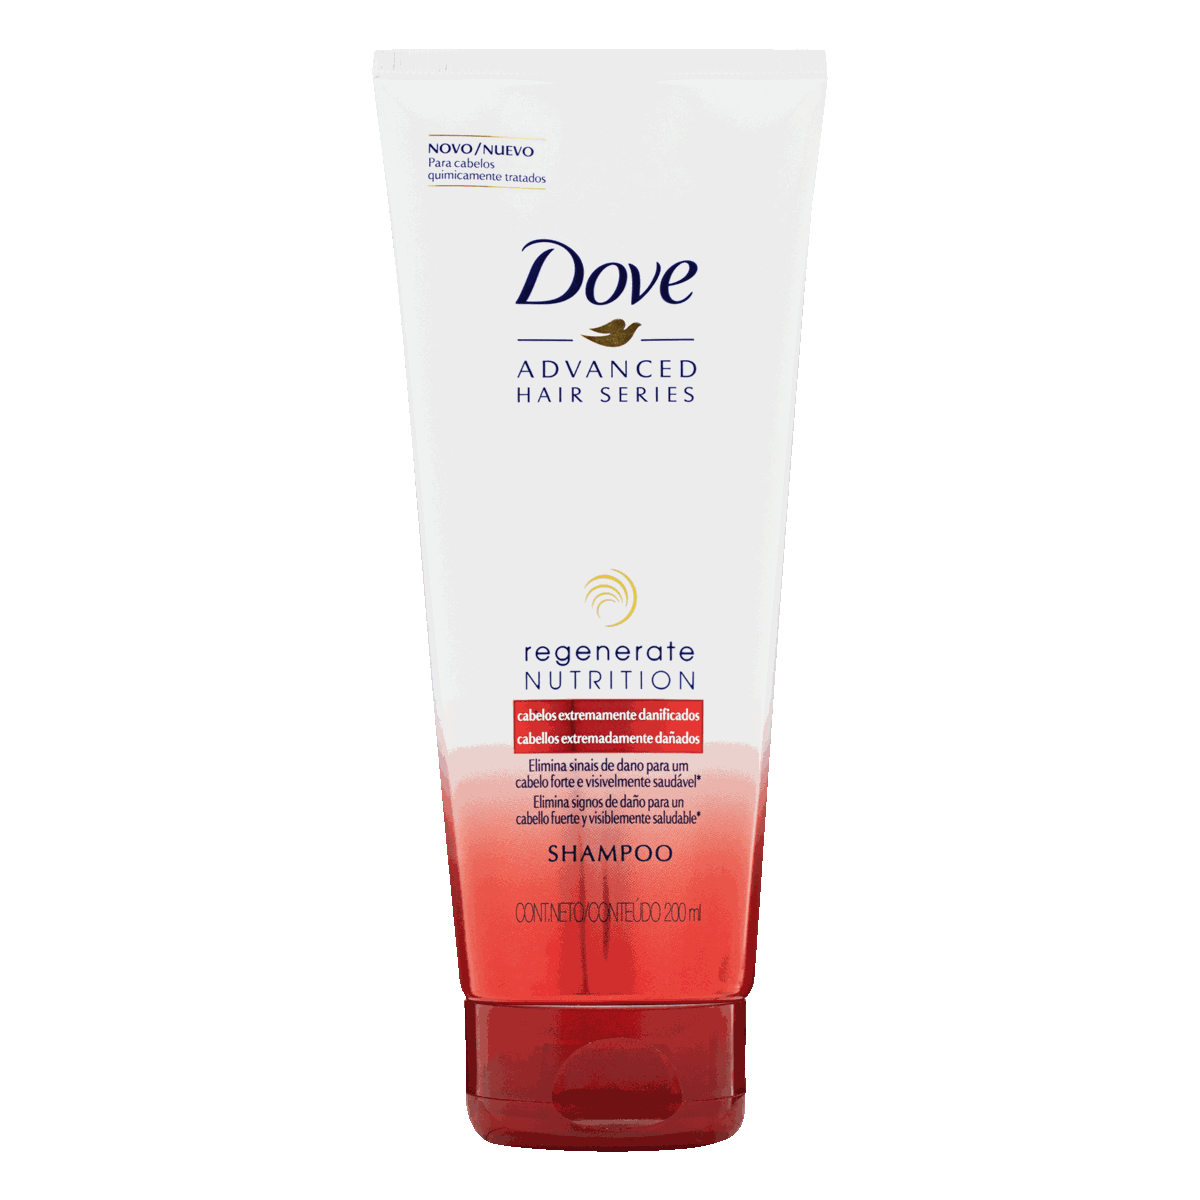 NOVO/NUEVO
Para cabelos
quimicamente tratados
Dove
ADVANCED
HAIR SERIES
regenerate
NUTRITION
cabelos extremamente danificados
cabellos extremadamente dañados
Elimina sinais de dano para um
cabelo forte e visivelmente saudável*
Elimina signos de daño para un
cabello fuerte y visiblemente saludable*
SHAMPOO
CONT.NETO/CONTEÚDO 200 ml